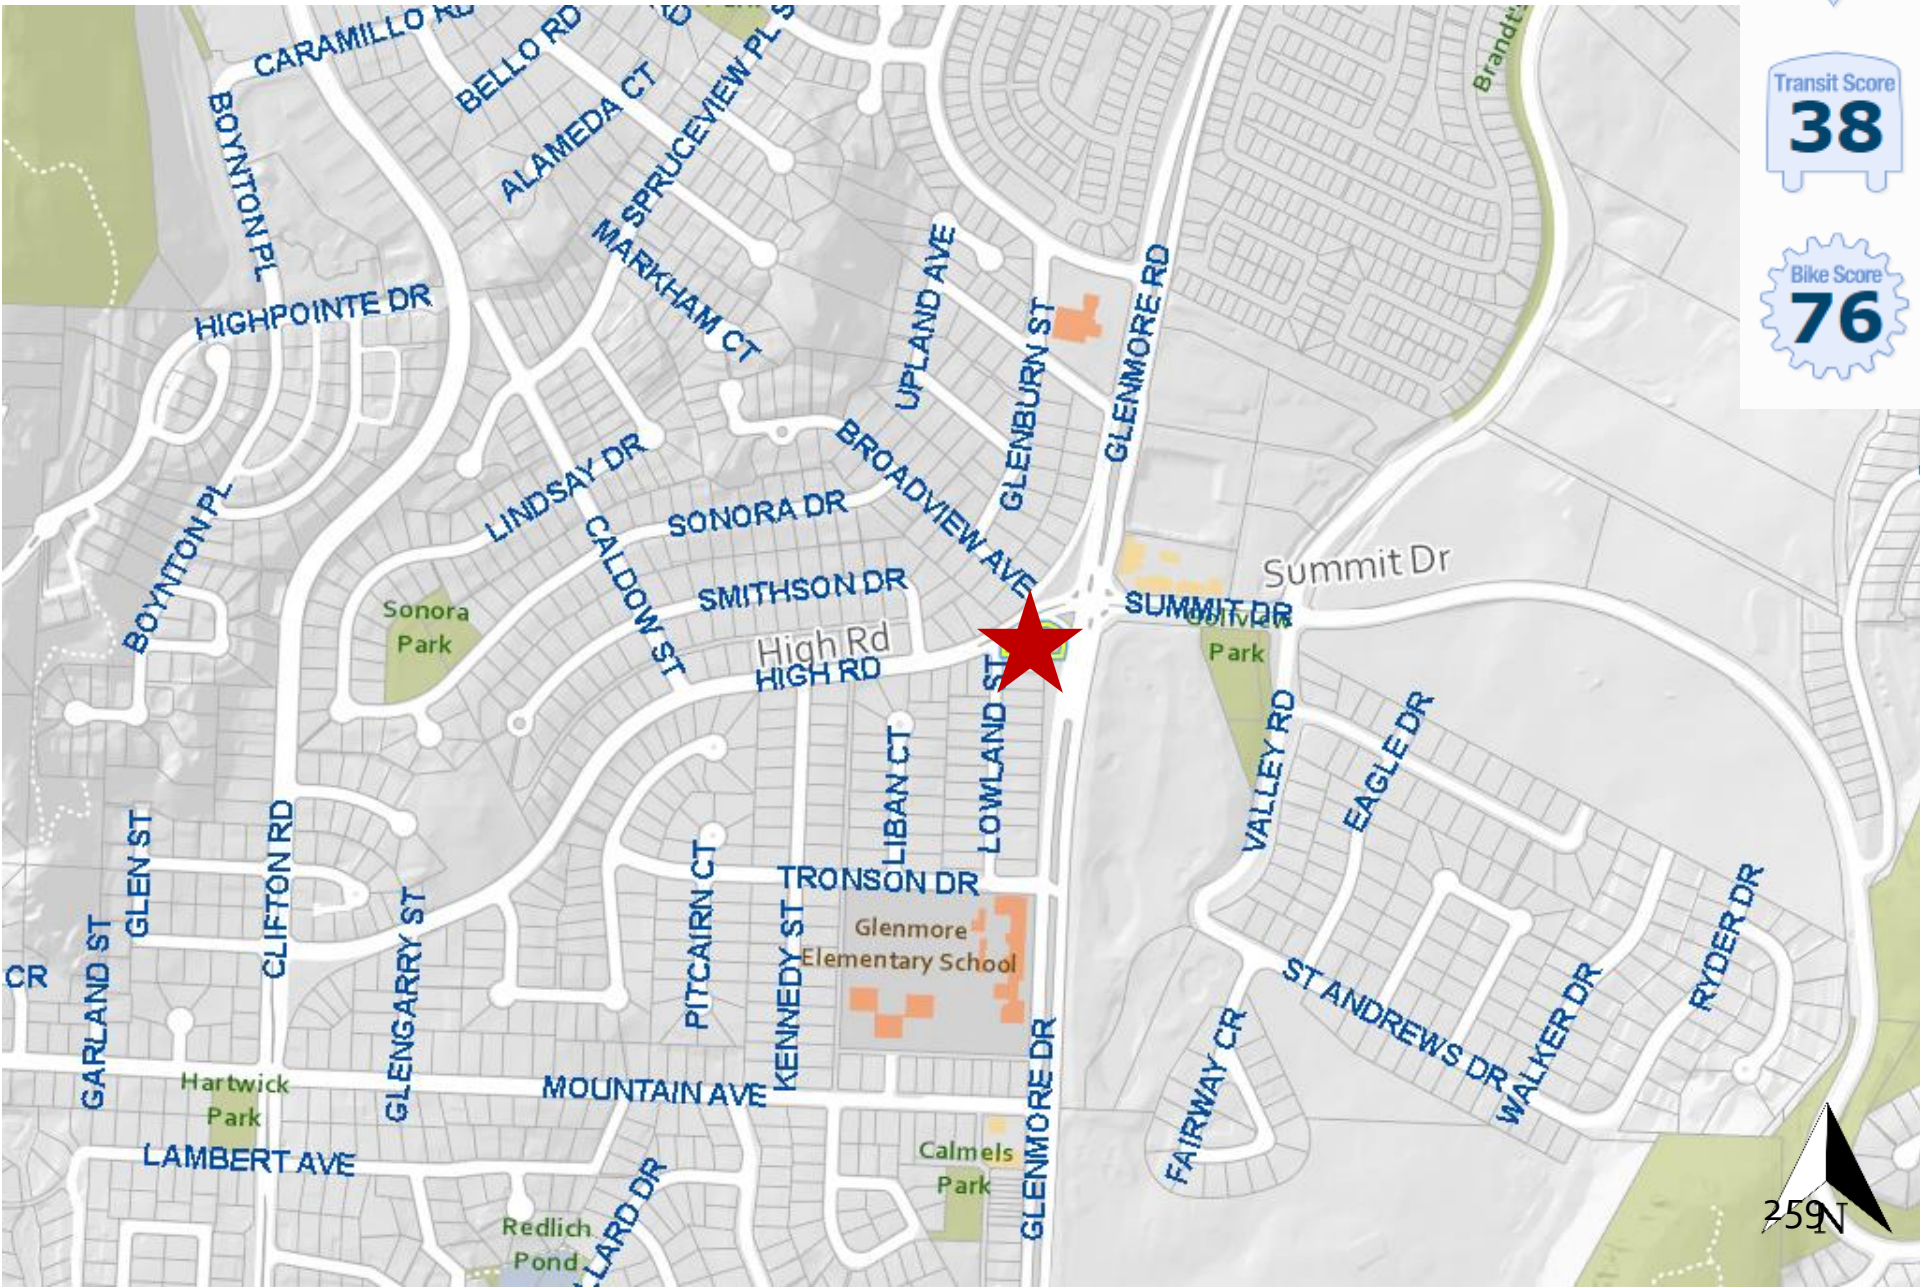 CARAMILLO RD
BELLO RD
RD
SPRUCEVIEW PL
ALAMEDA CT
BOYNTON PL
MARKHAM CT
HIGHPOINTE DR
UPLAND AVE
GLENBURN ST
GLENMORE RD
Brandt's
Transit Score
38
Bike Score
76
LINDSAY DR
BROADVIEW AVE
SONORA DR
CALDOW ST
SMITHSON DR
BOYNTON PL
Sonora
Park
High Rd
HIGH RD
Summit Dr
SUMMIT DR
Park
LOWLAND ST
LIBAN CT
VALLEY RD
EAGLE DR
GLEN ST
CLIFTON RD
GLENGARRY ST
PITCAIRN CT
TRONSON DR
KENNEDY ST
Glenmore
Elementary School
CR
GARLAND ST
ST ANDREWS DR
WALKER DR
RYDER DR
FAIRWAY CR
GLENMORE DR
Hartwick
Park
MOUNTAIN AVE
LAMBERT AVE
Calmels
Park
Redlich
Pond
LLARD DR
259
N